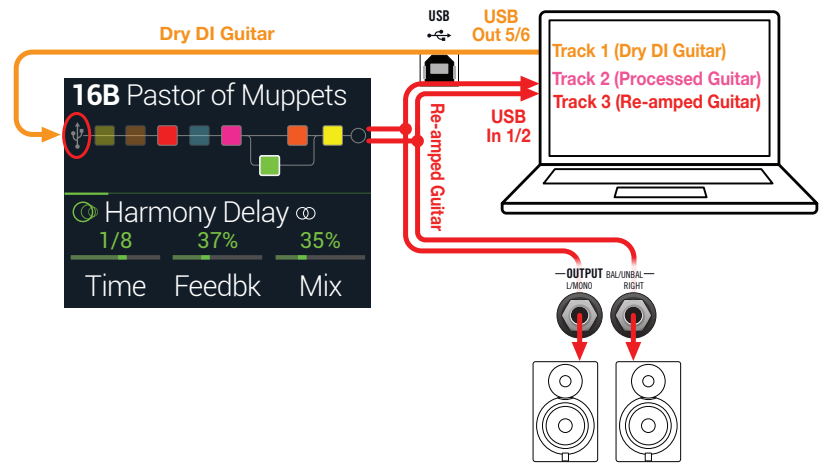 USB
USB
Out 5/6
Dry DI Guitar
Track 1 (Dry DI Guitar)
Track 2 (Processed Guitar)
Track 3 (Re-amped Guitar)
USB
In 1/2
Re-amped Guitar
16B Pastor of Muppets
Harmony Delay
1/8 37% 35%
Time Feedbk Mix
OUTPUT BAL/UNBAL
L/MONO RIGHT